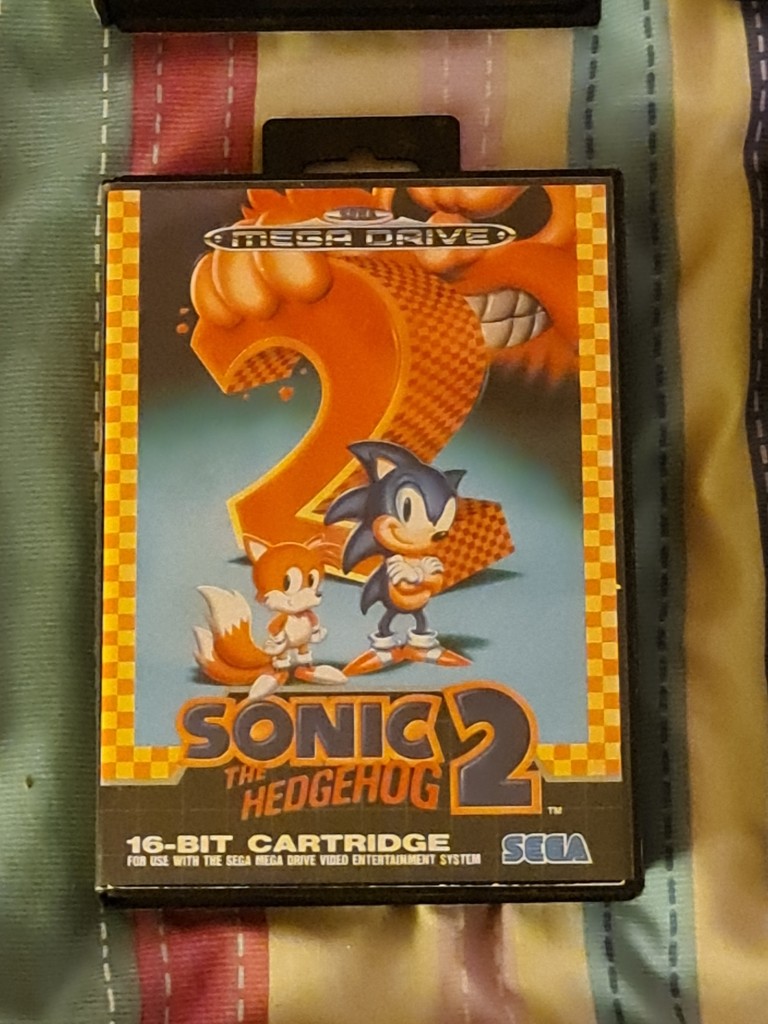 MEGA DRIVE
2
SONIC 2
THE
HEDGEHOG
TM
16-BIT CARTRIDGE
FOR USE WITH THE SEGA MEGA DRIVE VIDEO ENTERTAINMENT SYSTEM
SEGA